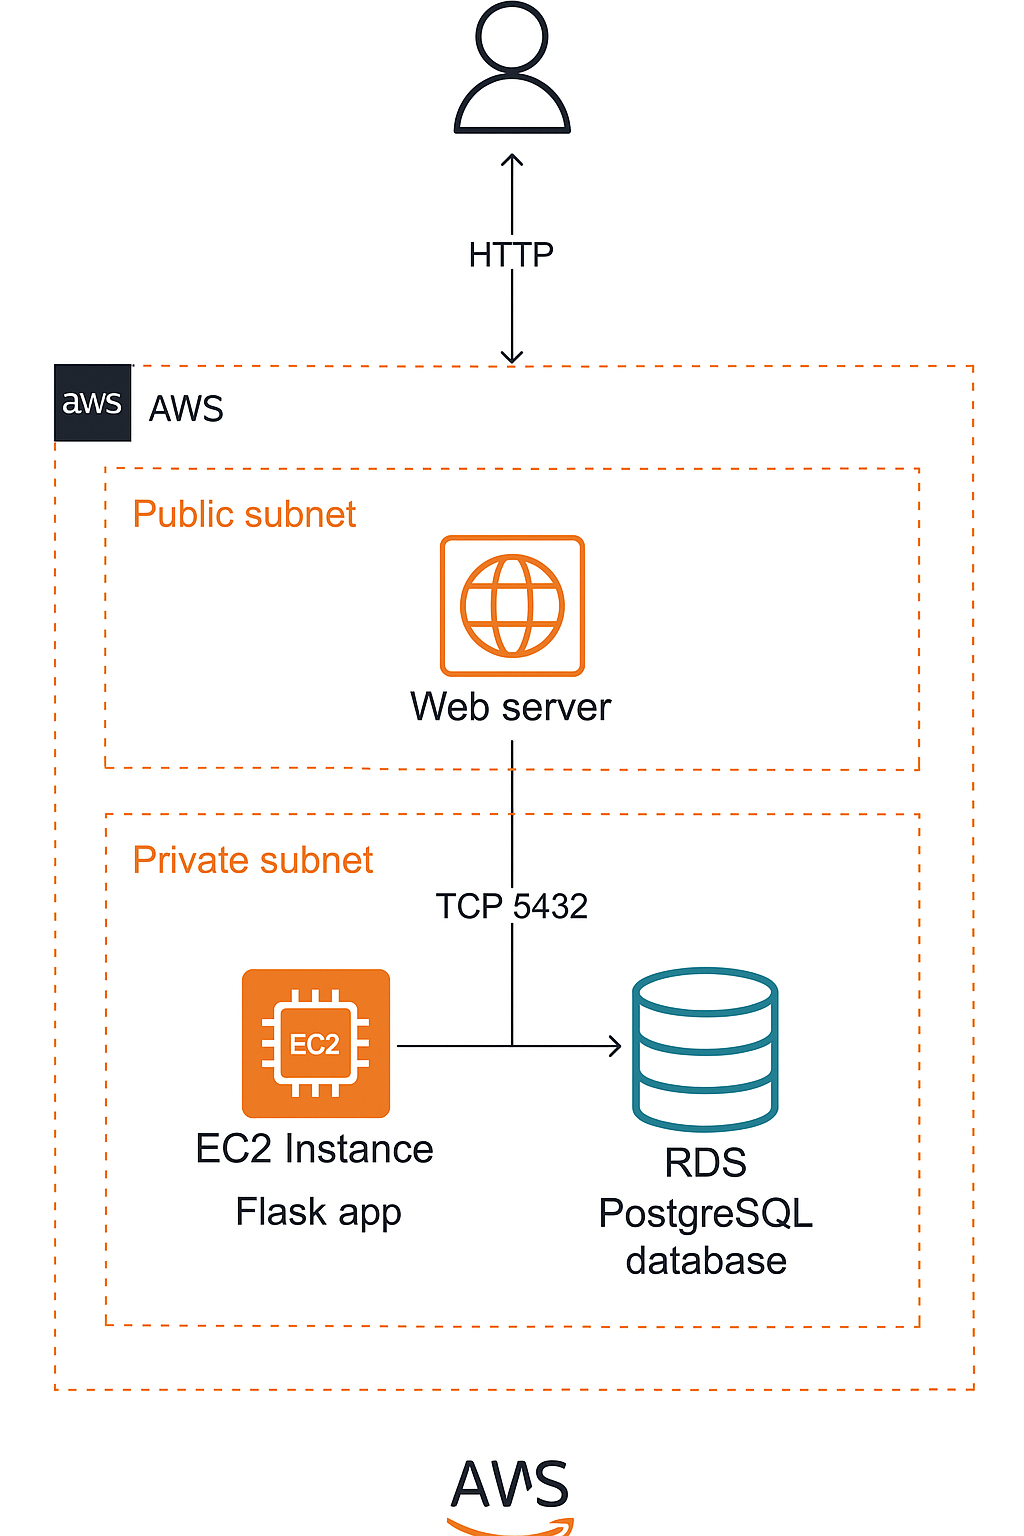 HTTP
aws
AWS
Public subnet
Web server
Private subnet
TCP 5432
EC2
EC2 Instance
Flask app
RDS
PostgreSQL
database
AWS